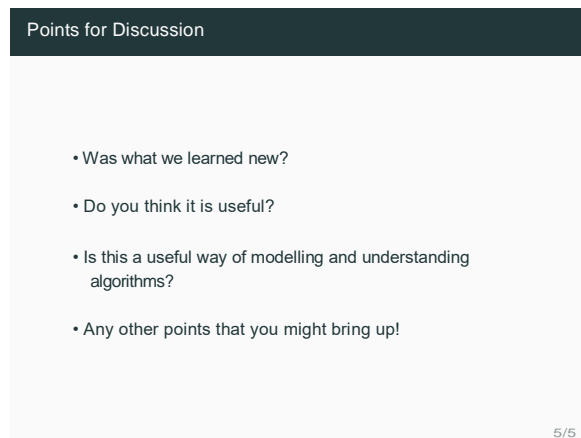 Points for Discussion
• Was what we learned new?
• Do you think it is useful?
• Is this a useful way of modelling and understanding
algorithms?
• Any other points that you might bring up!
5/5